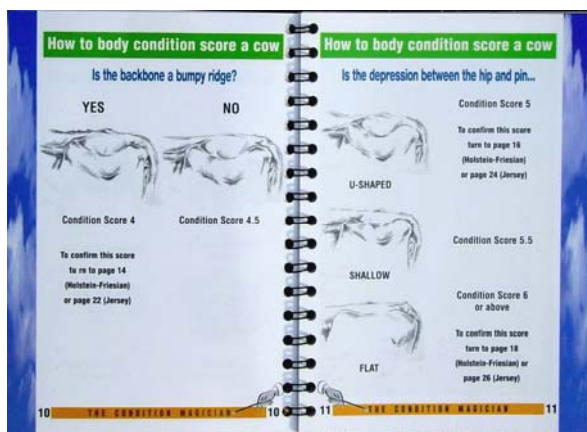 How to body condition score a cow
Is the backbone a bumpy ridge?
YES
NO
Condition Score 4
Condition Score 4.5
To confirm this score
tu re to page 14
(Holstein-Friesian)
or page 22 (Jersey)
10
THE CONDITION MAGICIAN
10
How to body condition score a cow
Is the depression between the hip and pin...
Condition Score 5
To confirm this score
turn to page 16
(Holstein-Friesian)
or page 24 (Jersey)
U-SHAPED
Condition Score 5.5
SHALLOW
Condition Score 6
or above
To confirm this score
turn to page 18
(Holstein-Friesian) or
page 26 (Jersey)
FLAT
11
THE CONDITION MAGICIAN
11